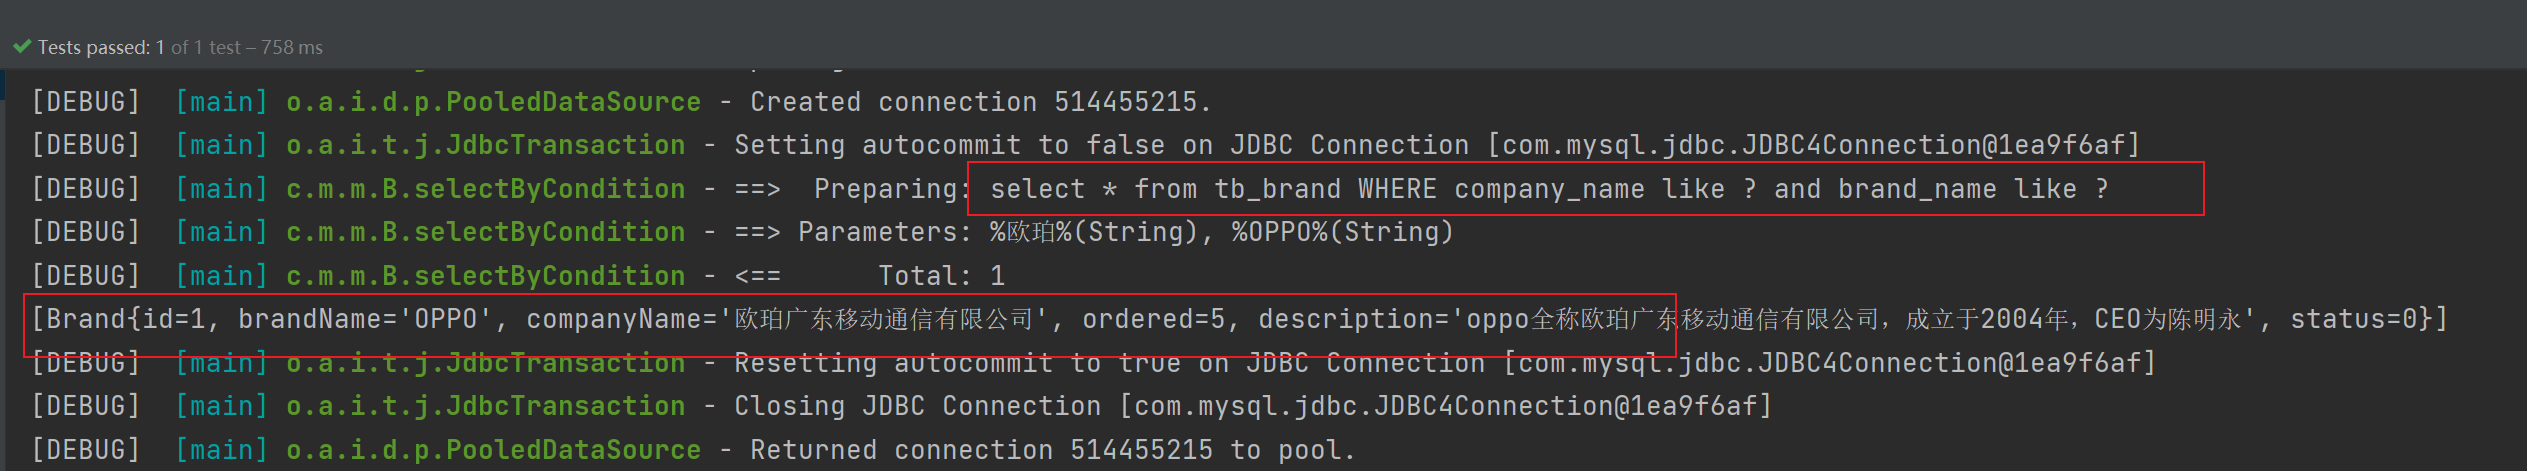 Tests passed: 1 of 1 test – 758 ms
[DEBUG]  [main] o.a.i.d.p.PooledDataSource - Created connection 514455215.
[DEBUG]  [main] o.a.i.t.j.JdbcTransaction - Setting autocommit to false on JDBC Connection [com.mysql.jdbc.JDBC4Connection@1ea9f6af]
[DEBUG]  [main] c.m.m.B.selectByCondition - ==>  Preparing: select * from tb_brand WHERE company_name like ? and brand_name like ?
[DEBUG]  [main] c.m.m.B.selectByCondition - ==> Parameters: %欧珀%(String), %OPPO%(String)
[DEBUG]  [main] c.m.m.B.selectByCondition - <==      Total: 1
[Brand{id=1, brandName='OPPO', companyName='欧珀广东移动通信有限公司', ordered=5, description='oppo全称欧珀广东移动通信有限公司，成立于2004年，CEO为陈明永', status=0}]
[DEBUG]  [main] o.a.i.t.j.JdbcTransaction - Resetting autocommit to true on JDBC Connection [com.mysql.jdbc.JDBC4Connection@1ea9f6af]
[DEBUG]  [main] o.a.i.t.j.JdbcTransaction - Closing JDBC Connection [com.mysql.jdbc.JDBC4Connection@1ea9f6af]
[DEBUG]  [main] o.a.i.d.p.PooledDataSource - Returned connection 514455215 to pool.